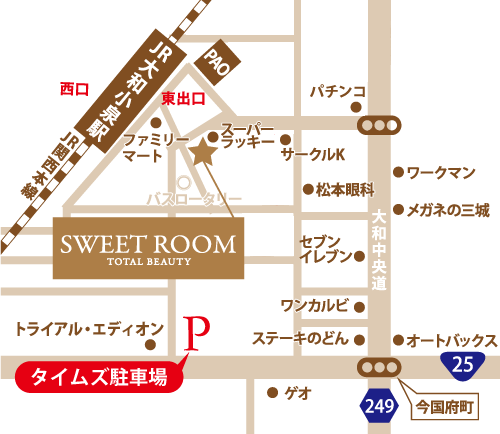 JR大和小泉駅
PAO
西口
東出口
パチンコ
JR関西本線
ファミリー
マート
スーパー
ラッキー
サークルK
ワークマン
松本眼科
バスロータリー
メガネの三城
大和中央道
SWEET ROOM
TOTAL BEAUTY
セブン
イレブン
ワンカルビ
トライアル・エディオン
P
ステーキのどん
オートバックス
タイムズ駐車場
25
ゲオ
249
今国府町